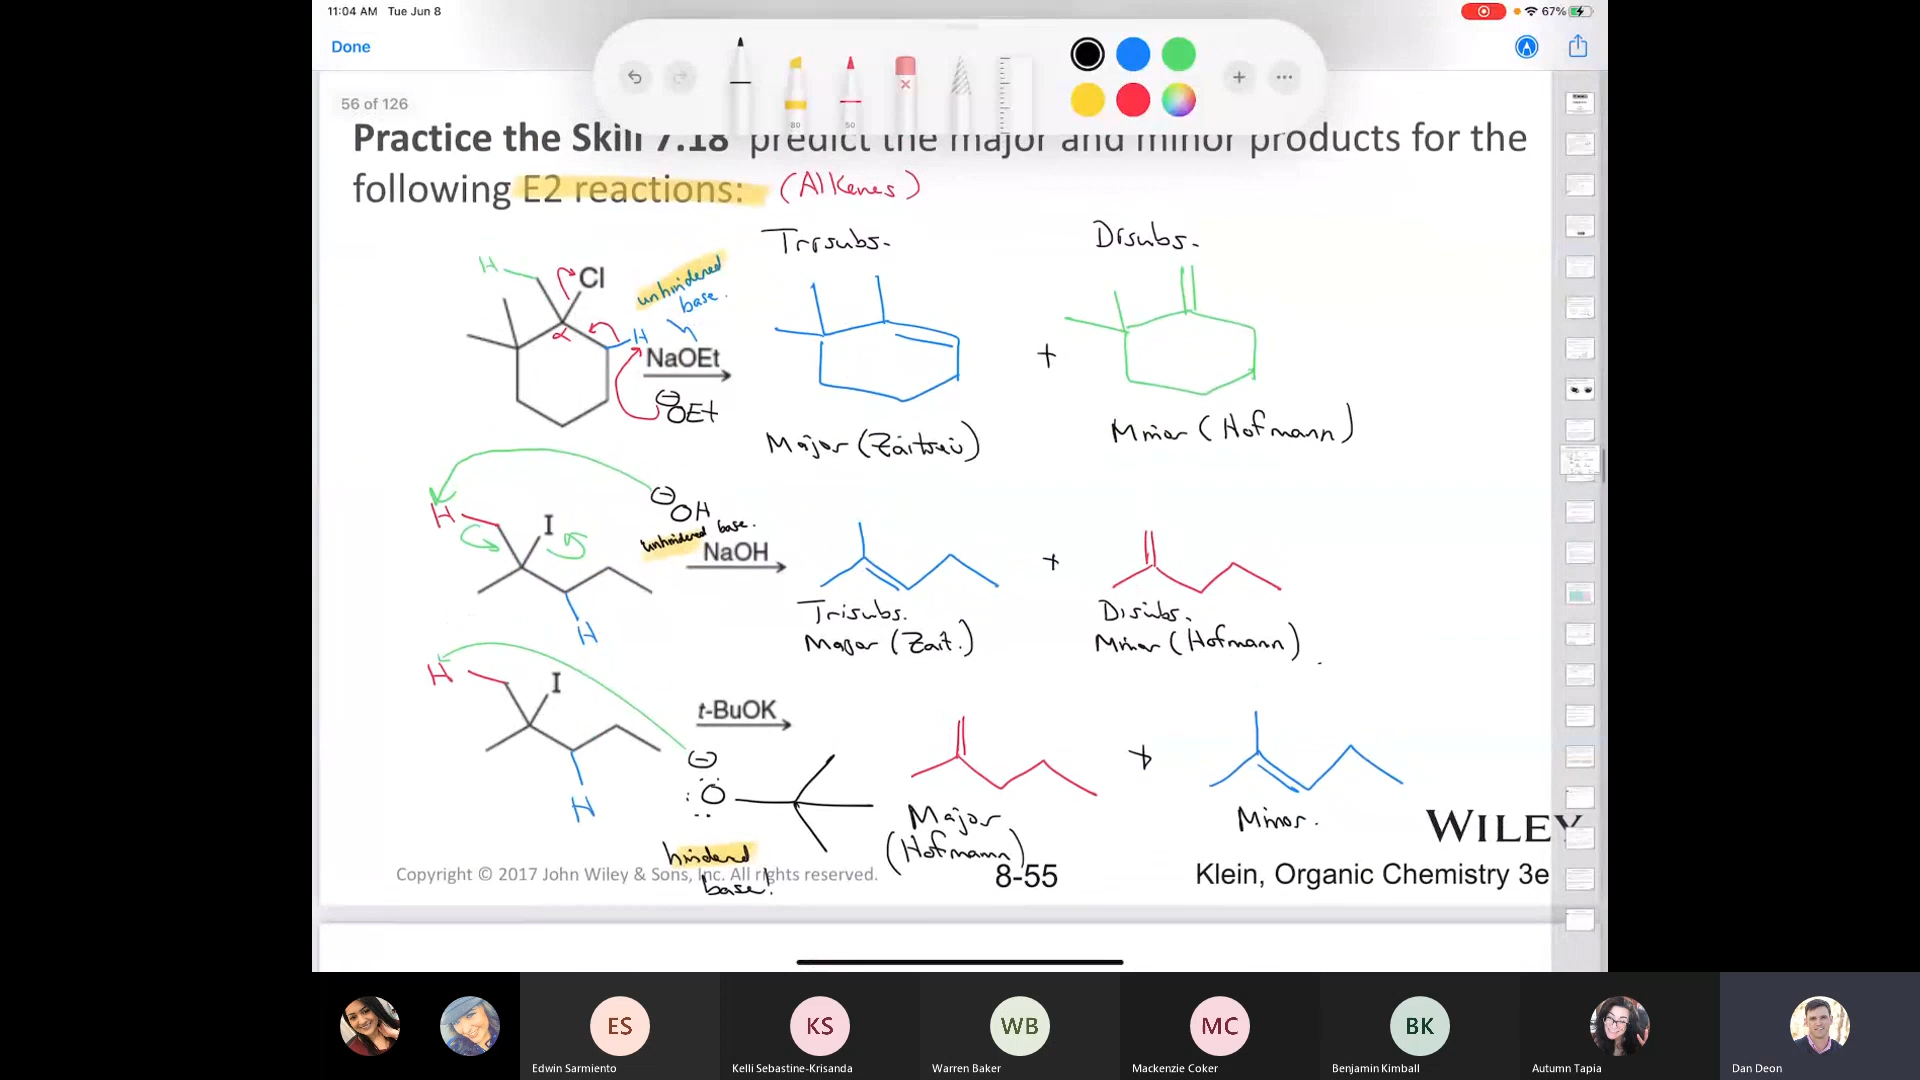 11:04 AM Tue Jun 8
67%
Done
80
50
56 of 126
Practice the Skill 7.18 predict the major and minor products for the
following E2 reactions: (Alkenes)
Trisubs. Disubs.
H Cl
unhindered
base.
α H
NaOEt
+
⊖OEt
Major (Zaitsev) Minor (Hofmann)
⊖OH
H I
unhindered base.
NaOH
+
H
Trisubs. Disubs.
Major (Zait.) Minor (Hofmann)
H I
t-BuOK
⊖
O
+
H
Major Minor.
(Hofmann)
hindered
base!
WILEY
Copyright © 2017 John Wiley & Sons, Inc. All rights reserved. 8-55 Klein, Organic Chemistry 3e
ES KS WB MC BK
Edwin Sarmiento Kelli Sebastine-Krisanda Warren Baker Mackenzie Coker Benjamin Kimball Autumn Tapia Dan Deon